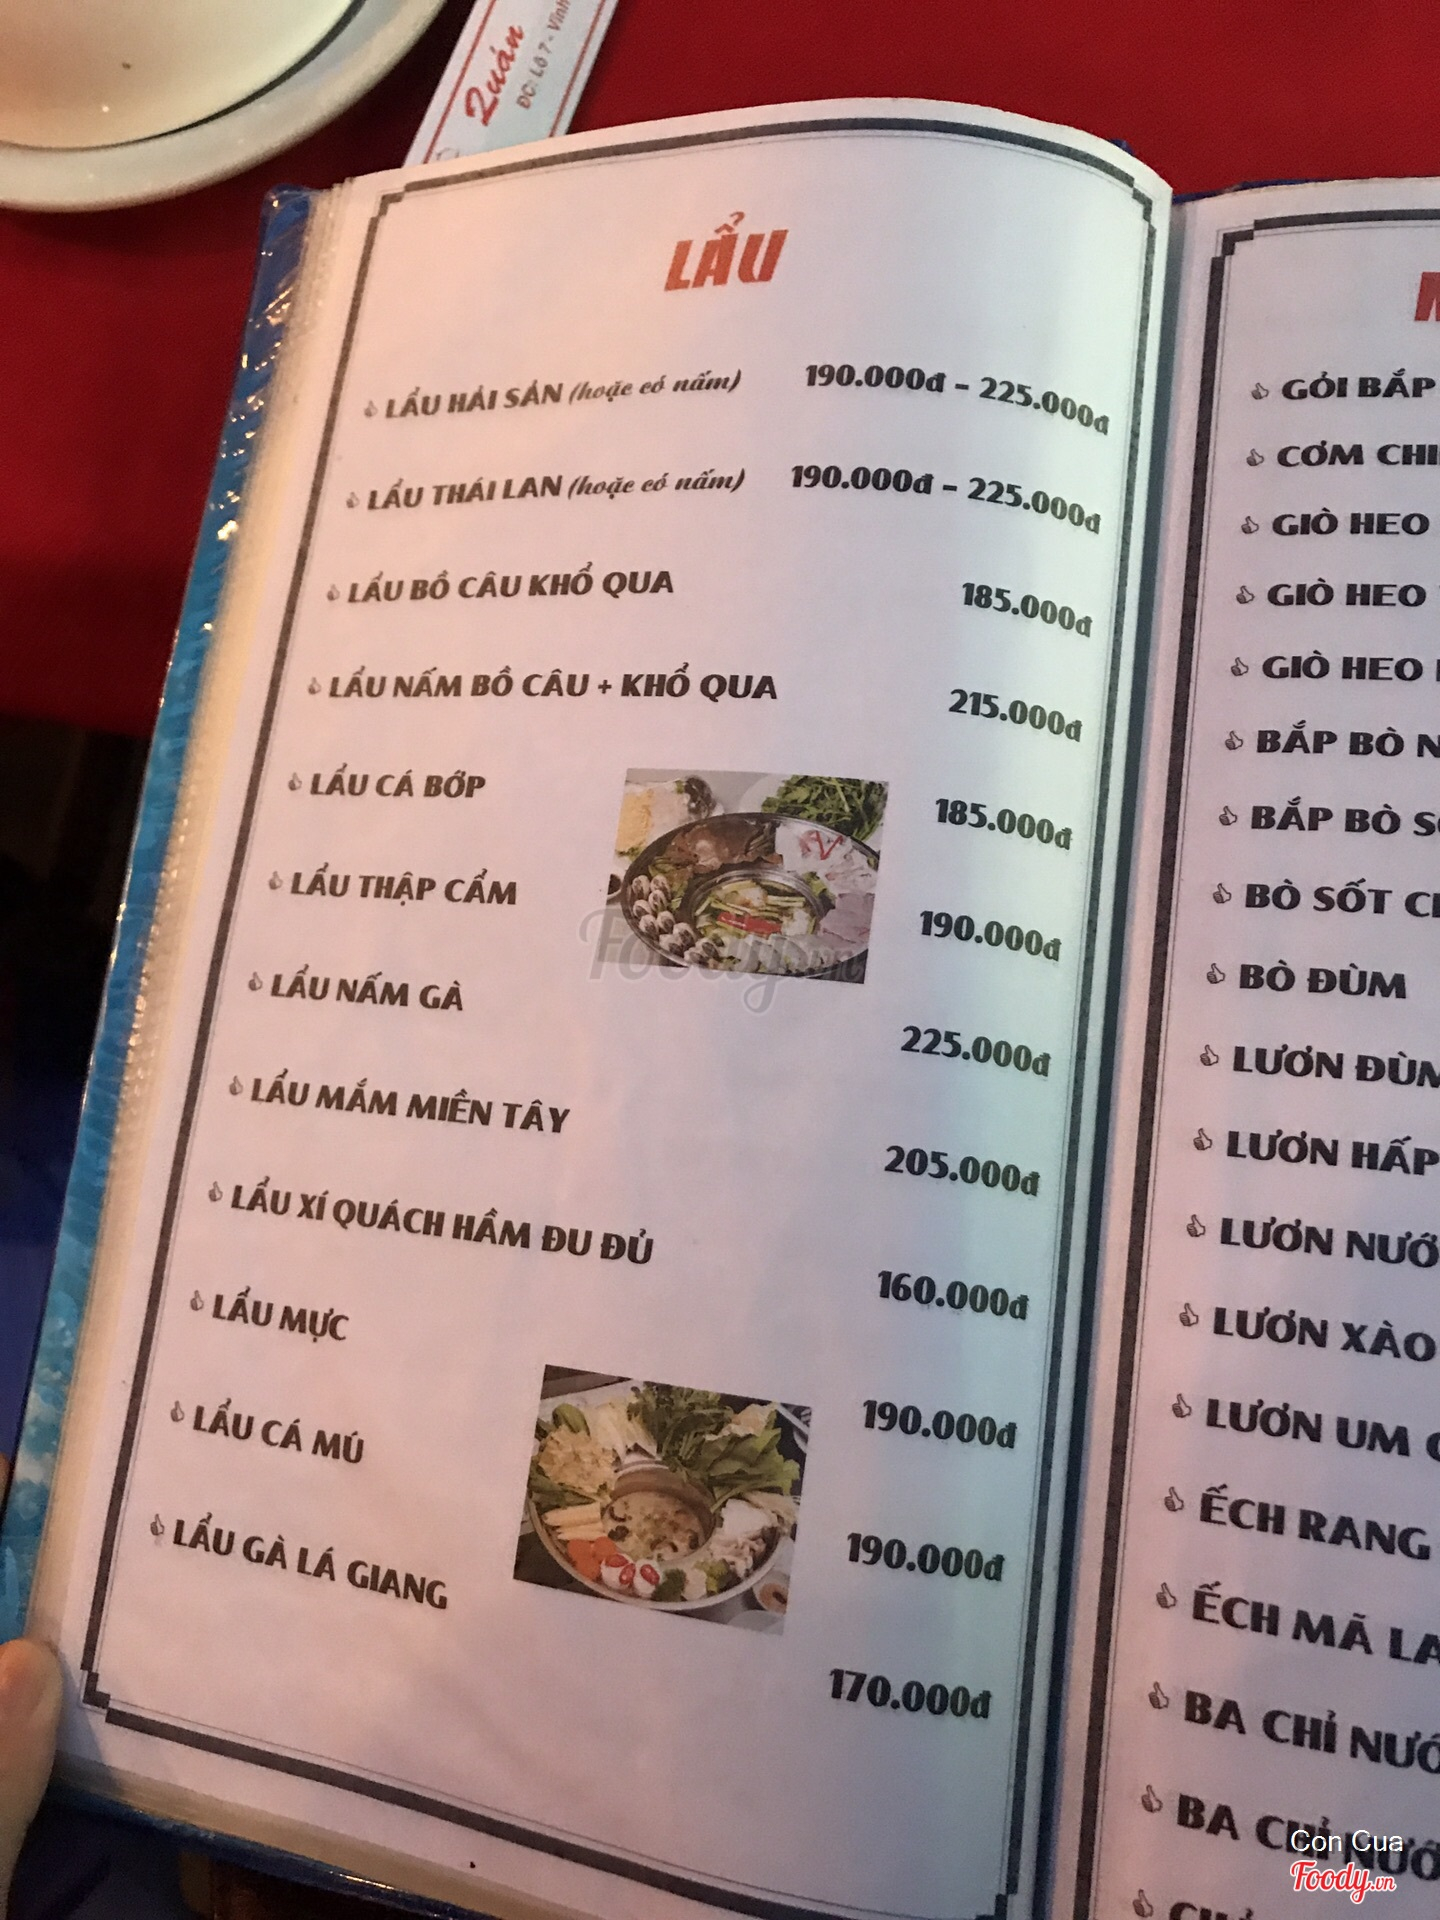 Quán
ĐC: Lô 7 - Vĩnh
LẨU
LẨU HẢI SẢN (hoặc có nấm) 190.000đ - 225.000đ
LẨU THÁI LAN (hoặc có nấm) 190.000đ - 225.000đ
LẨU BỒ CÂU KHỔ QUA 185.000đ
LẨU NẤM BỒ CÂU + KHỔ QUA 215.000đ
LẨU CÁ BỚP 185.000đ
LẨU THẬP CẨM 190.000đ
LẨU NẤM GÀ 225.000đ
LẨU MẮM MIỀN TÂY 205.000đ
LẨU XÍ QUÁCH HẦM ĐU ĐỦ 160.000đ
LẨU MỰC 190.000đ
LẨU CÁ MÚ 190.000đ
LẨU GÀ LÁ GIANG 170.000đ
Foody.vn
GỎI BẮP
CƠM CHI
GIÒ HEO
GIÒ HEO
GIÒ HEO
BẮP BÒ N
BẮP BÒ
BÒ SỐT
BÒ ĐÙM
LƯƠN ĐÙM
LƯƠN HẤP
LƯƠN NƯỚ
LƯƠN XÀO
LƯƠN UM
ẾCH RANG
ẾCH MÃ LA
BA CHỈ NƯỚ
BA CHỈ NƯỚ
Con Cua
Foody.vn